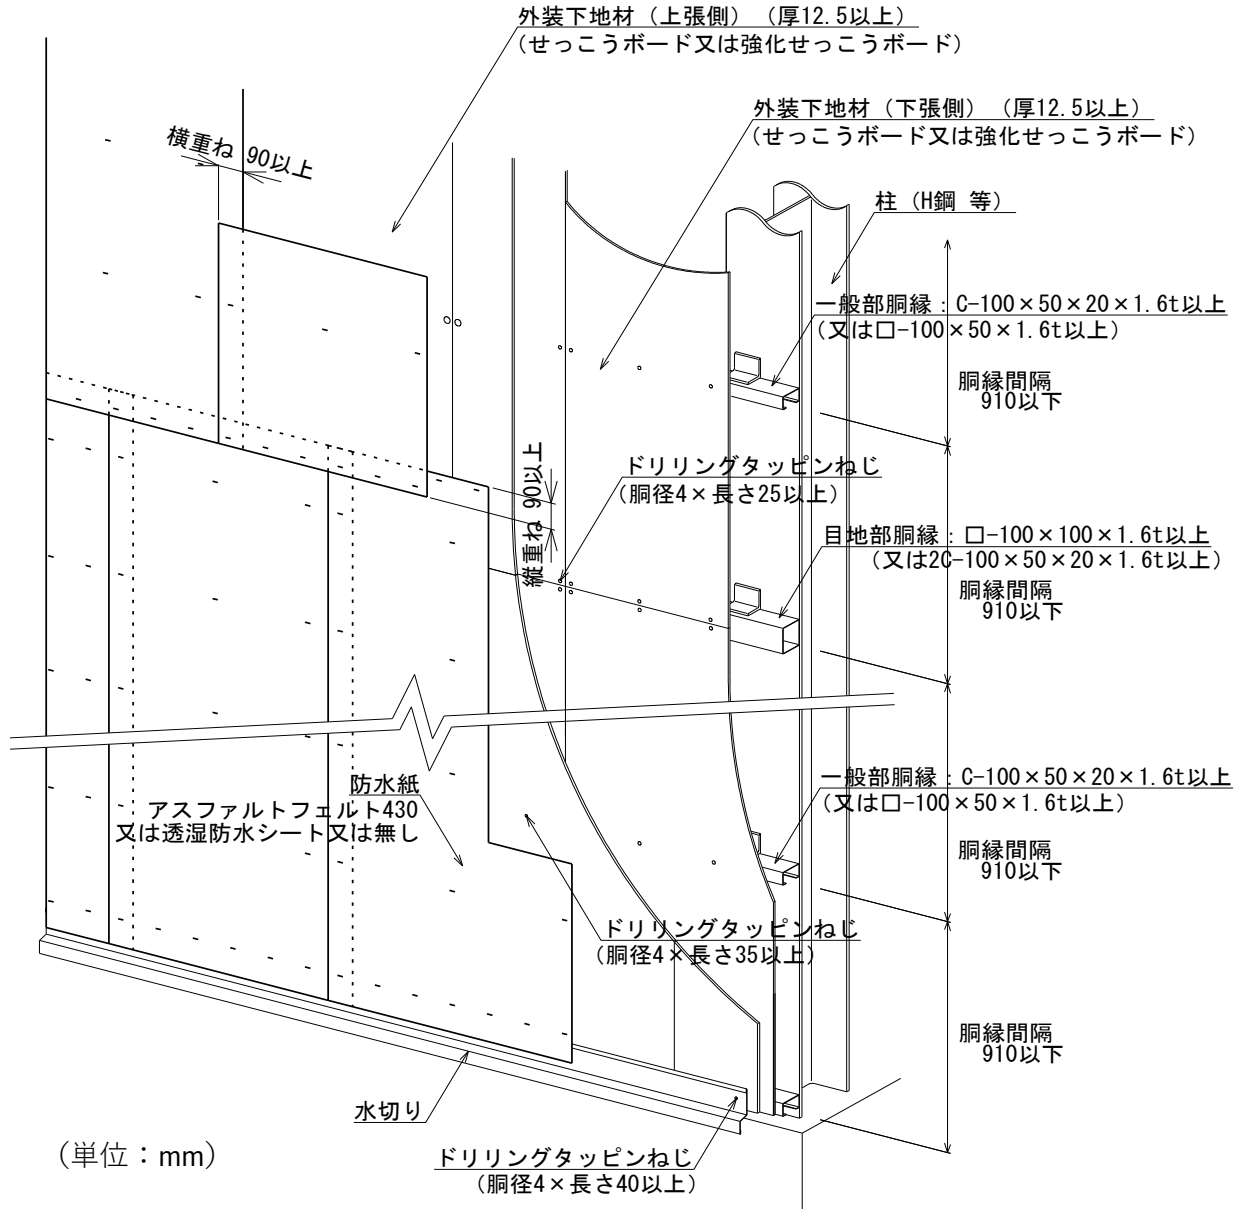 外装下地材（上張側）（厚12.5以上）
（せっこうボード又は強化せっこうボード）
外装下地材（下張側）（厚12.5以上）
（せっこうボード又は強化せっこうボード）
横重ね 90以上
柱（H鋼 等）
一般部胴縁：C-100×50×20×1.6t以上
（又は□-100×50×1.6t以上）
胴縁間隔
910以下
縦重ね 90以上
ドリリングタッピンねじ
（胴径4×長さ25以上）
目地部胴縁：□-100×100×1.6t以上
（又は2C-100×50×20×1.6t以上）
胴縁間隔
910以下
防水紙
アスファルトフェルト430
又は透湿防水シート又は無し
一般部胴縁：C-100×50×20×1.6t以上
（又は□-100×50×1.6t以上）
胴縁間隔
910以下
ドリリングタッピンねじ
（胴径4×長さ35以上）
胴縁間隔
910以下
水切り
ドリリングタッピンねじ
（胴径4×長さ40以上）
（単位：mm）